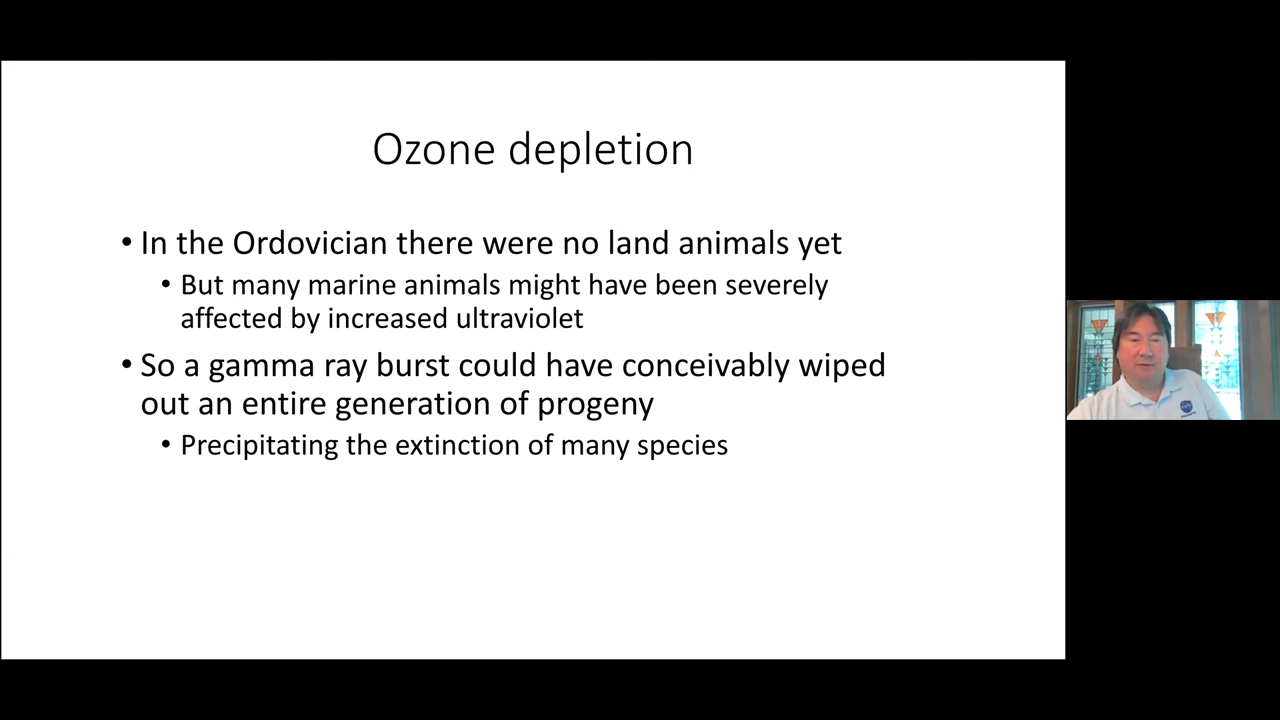 Ozone depletion
• In the Ordovician there were no land animals yet
• But many marine animals might have been severely
affected by increased ultraviolet
• So a gamma ray burst could have conceivably wiped
out an entire generation of progeny
• Precipitating the extinction of many species